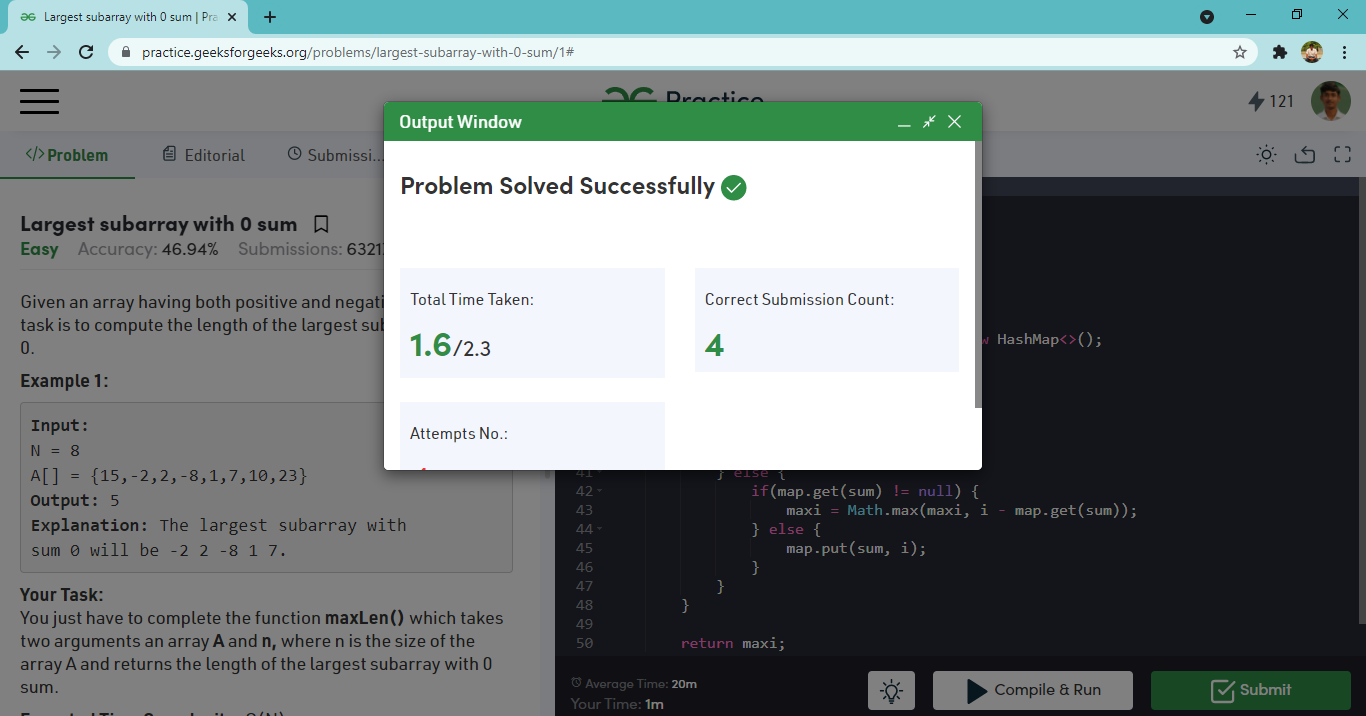 Largest subarray with 0 sum | Pra
practice.geeksforgeeks.org/problems/largest-subarray-with-0-sum/1#
Practice
121
Output Window
</>Problem
Editorial
Submissi...
Problem Solved Successfully
Largest subarray with 0 sum
Easy Accuracy: 46.94% Submissions: 6321
Given an array having both positive and negati
task is to compute the length of the largest sub
0.
Total Time Taken:
1.6/2.3
Correct Submission Count:
4
HashMap<>();
Example 1:
Input:
N = 8
A[] = {15,-2,2,-8,1,7,10,23}
Output: 5
Explanation: The largest subarray with
sum 0 will be -2 2 -8 1 7.
Attempts No.:
41 } else {
42 if(map.get(sum) != null) {
43 maxi = Math.max(maxi, i - map.get(sum));
44 } else {
45 map.put(sum, i);
46 }
47 }
48 }
49
50 return maxi;
Your Task:
You just have to complete the function maxLen() which takes
two arguments an array A and n, where n is the size of the
array A and returns the length of the largest subarray with 0
sum.
Average Time: 20m
Your Time: 1m
Compile & Run
Submit